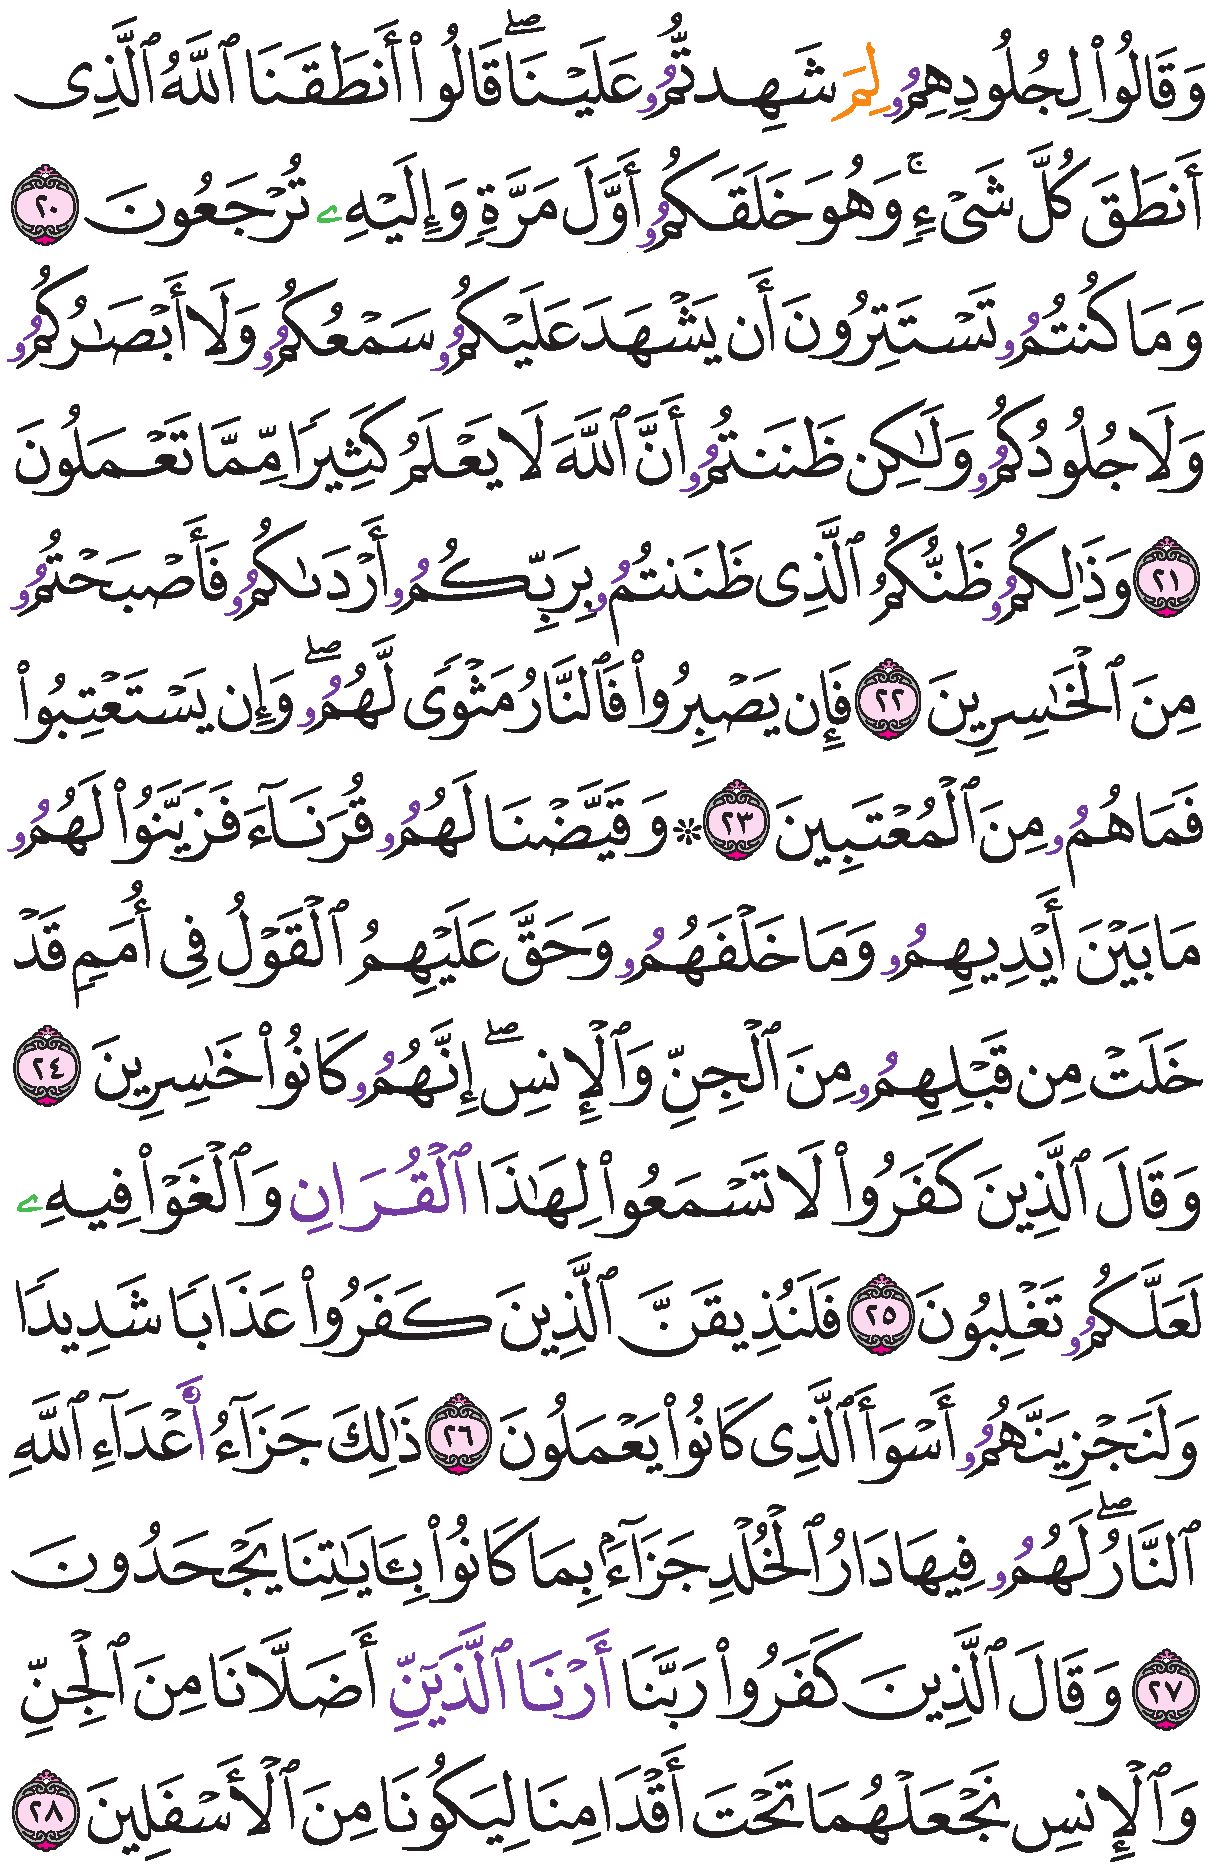 وَقَالُوا۟ لِجُلُودِهِمُۥ لِمَ شَهِدتُّمُۥ عَلَيْنَاۖ قَالُوٓا۟ أَنطَقَنَا ٱللَّهُ ٱلَّذِى
أَنطَقَ كُلَّ شَىْءٍۚ وَهُوَ خَلَقَكُمُۥ أَوَّلَ مَرَّةٍ وَإِلَيْهِۦ تُرْجَعُونَ ٢٠
وَمَا كُنتُمُۥ تَسْتَتِرُونَ أَن يَشْهَدَ عَلَيْكُمُۥ سَمْعُكُمُۥ وَلَا أَبْصَـٰرُكُمُۥ
وَلَا جُلُودُكُمُۥ وَلَـٰكِن ظَنَنتُمُۥ أَنَّ ٱللَّهَ لَا يَعْلَمُ كَثِيرًا مِّمَّا تَعْمَلُونَ
٢١ وَذَٰلِكُمُۥ ظَنُّكُمُ ٱلَّذِى ظَنَنتُمُۥ بِرَبِّكُمُۥ أَرْدَىٰكُمُۥ فَأَصْبَحْتُمُۥ
مِنَ ٱلْخَـٰسِرِينَ ٢٢ فَإِن يَصْبِرُوا۟ فَٱلنَّارُ مَثْوًى لَّهُمُۥۖ وَإِن يَسْتَعْتِبُوا۟
فَمَا هُمُۥ مِنَ ٱلْمُعْتَبِينَ ٢٣ ۞ وَقَيَّضْنَا لَهُمُۥ قُرَنَآءَ فَزَيَّنُوا۟ لَهُمُۥ
مَا بَيْنَ أَيْدِيهِمُۥ وَمَا خَلْفَهُمُۥ وَحَقَّ عَلَيْهِمُ ٱلْقَوْلُ فِى أُمَمٍ قَدْ
خَلَتْ مِن قَبْلِهِمُۥ مِنَ ٱلْجِنِّ وَٱلْإِنسِۖ إِنَّهُمُۥ كَانُوا۟ خَـٰسِرِينَ ٢٤
وَقَالَ ٱلَّذِينَ كَفَرُوا۟ لَا تَسْمَعُوا۟ لِهَـٰذَا ٱلْقُرَانِ وَٱلْغَوْا۟ فِيهِۦ
لَعَلَّكُمُۥ تَغْلِبُونَ ٢٥ فَلَنُذِيقَنَّ ٱلَّذِينَ كَفَرُوا۟ عَذَابًا شَدِيدًا
وَلَنَجْزِيَنَّهُمُۥ أَسْوَأَ ٱلَّذِى كَانُوا۟ يَعْمَلُونَ ٢٦ ذَٰلِكَ جَزَآءُ أَعْدَآءِ ٱللَّهِ
ٱلنَّارُۖ لَهُمُۥ فِيهَا دَارُ ٱلْخُلْدِ جَزَآءَۢ بِمَا كَانُوا۟ بِـَٔايَـٰتِنَا يَجْحَدُونَ
٢٧ وَقَالَ ٱلَّذِينَ كَفَرُوا۟ رَبَّنَا أَرْنَا ٱلَّذَيْنِّ أَضَلَّانَا مِنَ ٱلْجِنِّ
وَٱلْإِنسِ نَجْعَلْهُمَا تَحْتَ أَقْدَامِنَا لِيَكُونَا مِنَ ٱلْأَسْفَلِينَ ٢٨